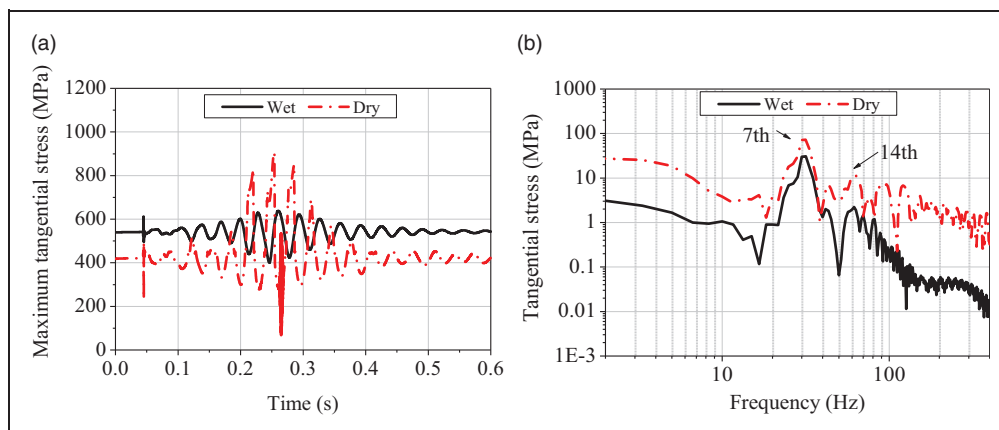 (a)
Maximum tangential stress (MPa)
1200
1000
800
600
400
200
0
Wet
Dry
0.0
0.1
0.2
0.3
0.4
0.5
0.6
Time (s)
(b)
Tangential stress (MPa)
1000
100
10
1
0.1
0.01
1E-3
Wet
Dry
7th
14th
10
100
Frequency (Hz)